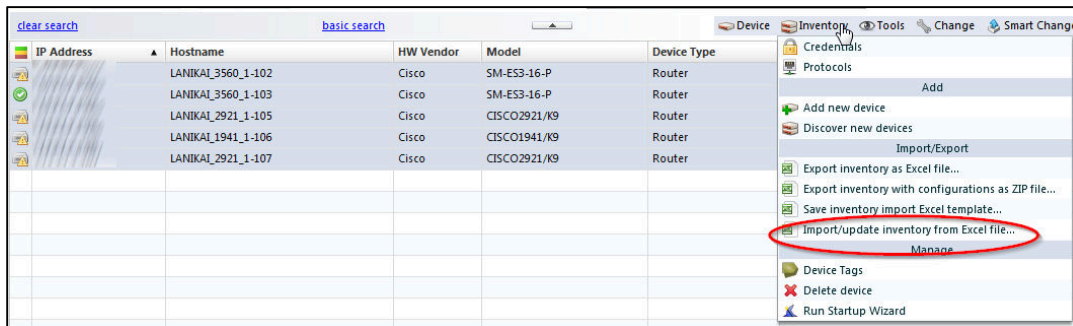 clear search basic search Device Inventory Tools Change Smart Change
IP Address Hostname HW Vendor Model Device Type
LANIKAI_3560_1-102 Cisco SM-ES3-16-P Router
LANIKAI_3560_1-103 Cisco SM-ES3-16-P Router
LANIKAI_2921_1-105 Cisco CISCO2921/K9 Router
LANIKAI_1941_1-106 Cisco CISCO1941/K9 Router
LANIKAI_2921_1-107 Cisco CISCO2921/K9 Router
Credentials
Protocols
Add
Add new device
Discover new devices
Import/Export
Export inventory as Excel file...
Export inventory with configurations as ZIP file...
Save inventory import Excel template...
Import/update inventory from Excel file...
Manage
Device Tags
Delete device
Run Startup Wizard